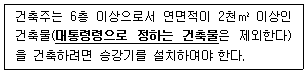 건축주는 6층 이상으로서 연면적이 2천㎡ 이상인
건축물(대통령령으로 정하는 건축물은 제외한다)
을 건축하려면 승강기를 설치하여야 한다.